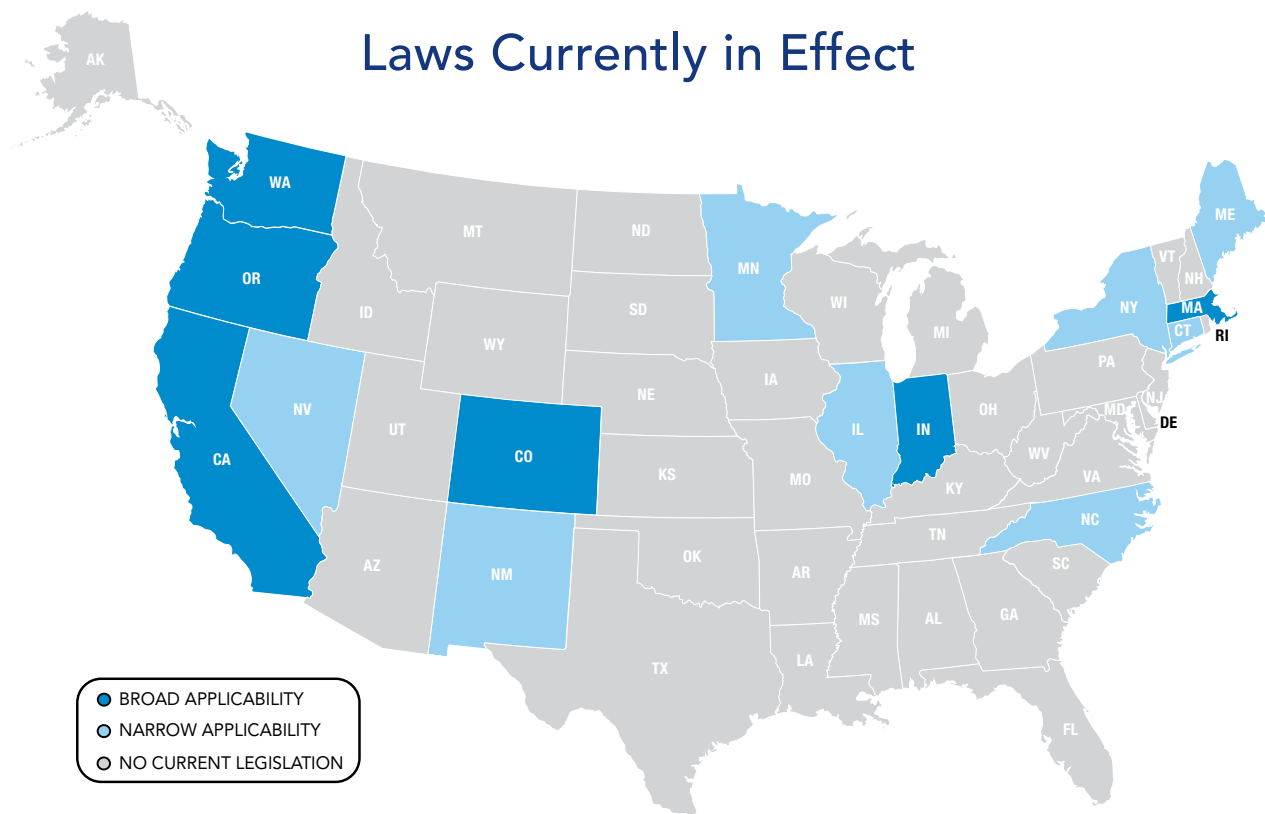 Laws Currently in Effect
AK
WA
ME
MT
ND
VT
MN
OR
NH
WI
NY
MA
SD
ID
CT
MI
RI
WY
PA
IA
NE
NJ
NV
OH
MD
DE
UT
IL
IN
CO
CA
WV
KS
MO
VA
KY
NC
TN
OK
AZ
SC
AR
NM
GA
MS
AL
LA
TX
FL
BROAD APPLICABILITY
NARROW APPLICABILITY
NO CURRENT LEGISLATION